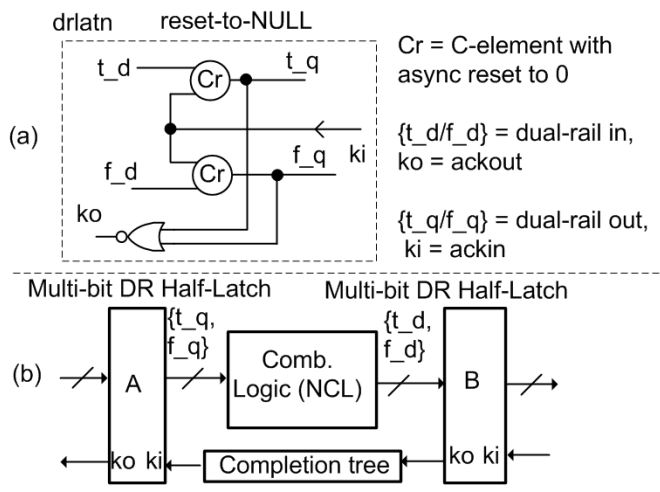 drlatn reset-to-NULL
t_d
Cr
t_q
(a)
f_q
ki
f_d
Cr
ko
Cr = C-element with
async reset to 0
{t_d/f_d} = dual-rail in,
ko = ackout
{t_q/f_q} = dual-rail out,
ki = ackin
Multi-bit DR Half-Latch
Multi-bit DR Half-Latch
(b)
A
{t_q,
f_q}
Comb.
Logic (NCL)
{t_d,
f_d}
B
ko ki
Completion tree
ko ki